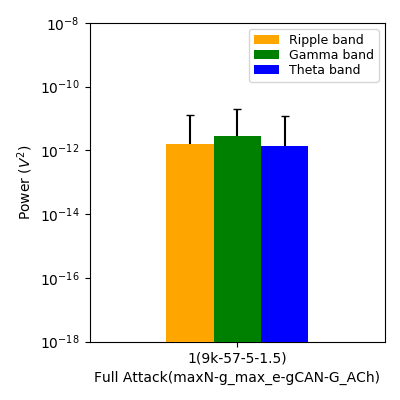 10⁻⁸
Ripple band
Gamma band
Theta band
10⁻¹⁰
10⁻¹²
10⁻¹⁴
10⁻¹⁶
10⁻¹⁸
Power (V²)
1(9k-57-5-1.5)
Full Attack(maxN-g_max_e-gCAN-G_ACh)